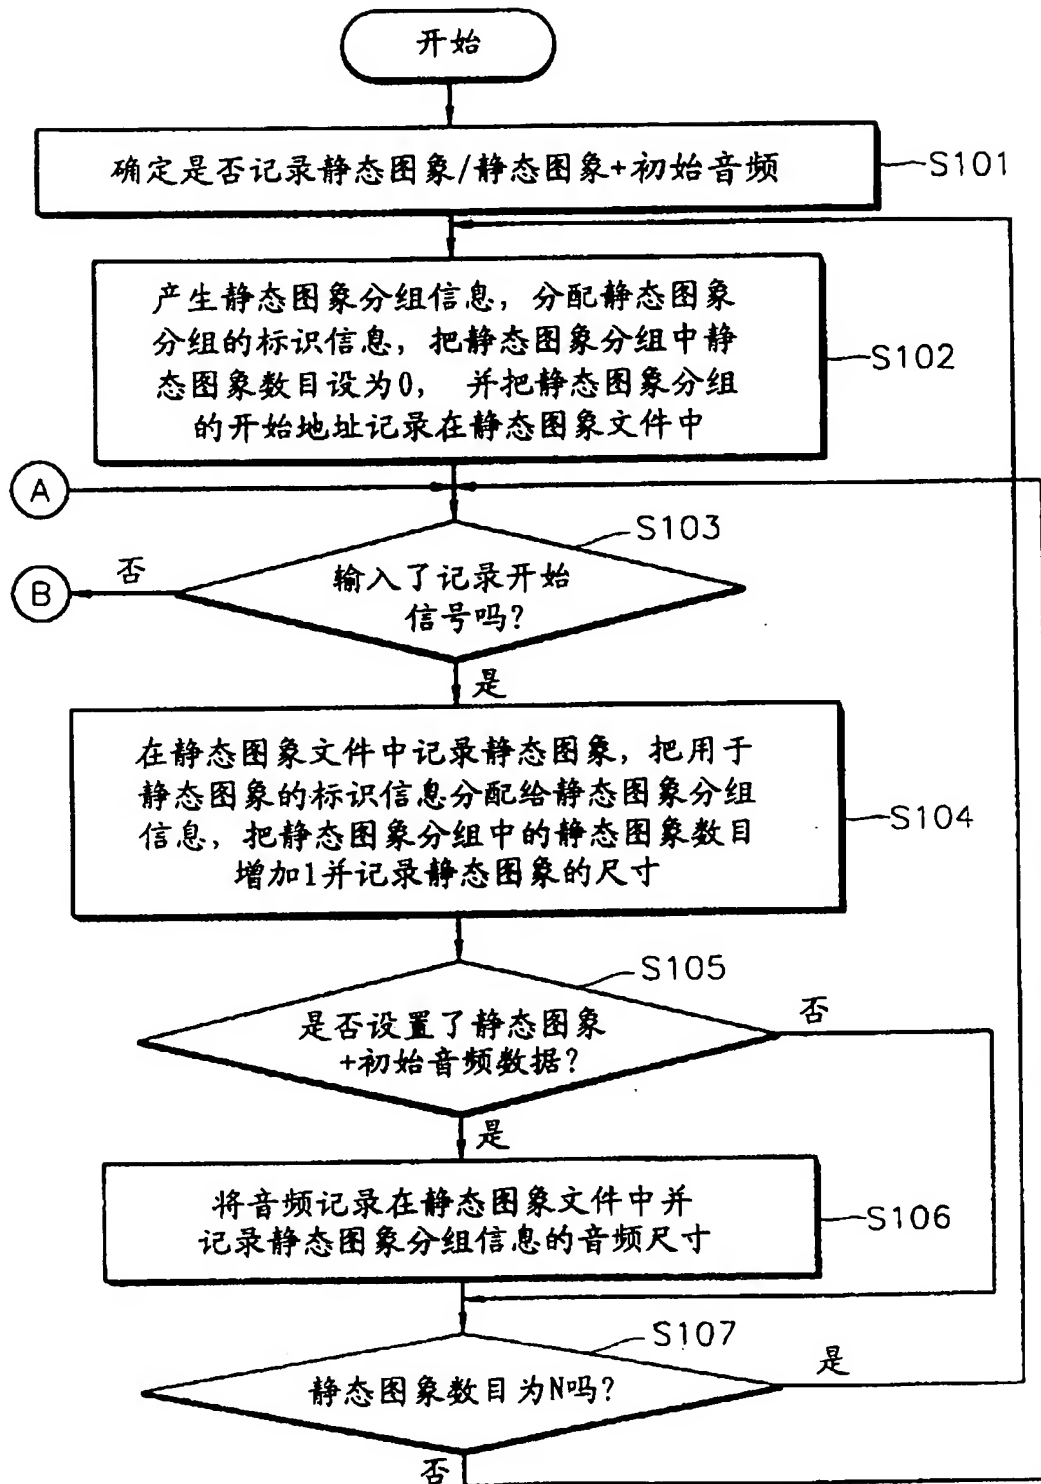 开始
确定是否记录静态图象/静态图象+初始音频
S101
产生静态图象分组信息，分配静态图象
分组的标识信息，把静态图象分组中静
态图象数目设为0， 并把静态图象分组
的开始地址记录在静态图象文件中
S102
A
S103
否
B
输入了记录开始
信号吗？
是
在静态图象文件中记录静态图象，把用于
静态图象的标识信息分配给静态图象分组
信息，把静态图象分组中的静态图象数目
增加1并记录静态图象的尺寸
S104
S105
否
是否设置了静态图象
+初始音频数据？
是
将音频记录在静态图象文件中并
记录静态图象分组信息的音频尺寸
S106
S107
是
静态图象数目为N吗？
否